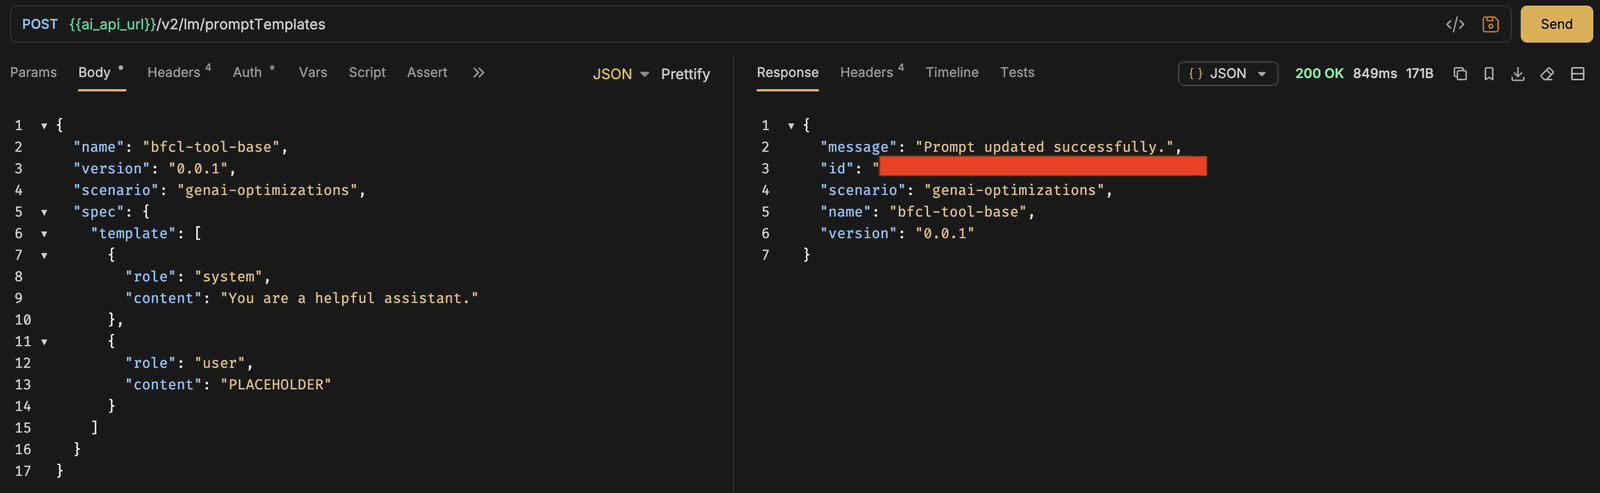 POST {{ai_api_url}}/v2/lm/promptTemplates </> Send
Params Body Headers 4 Auth Vars Script Assert >> JSON Prettify
Response Headers 4 Timeline Tests { } JSON 200 OK 849ms 171B
1 {
2 "name": "bfcl-tool-base",
3 "version": "0.0.1",
4 "scenario": "genai-optimizations",
5 "spec": {
6 "template": [
7 {
8 "role": "system",
9 "content": "You are a helpful assistant."
10 },
11 {
12 "role": "user",
13 "content": "PLACEHOLDER"
14 }
15 ]
16 }
17 }
1 {
2 "message": "Prompt updated successfully.",
3 "id": "
4 "scenario": "genai-optimizations",
5 "name": "bfcl-tool-base",
6 "version": "0.0.1"
7 }